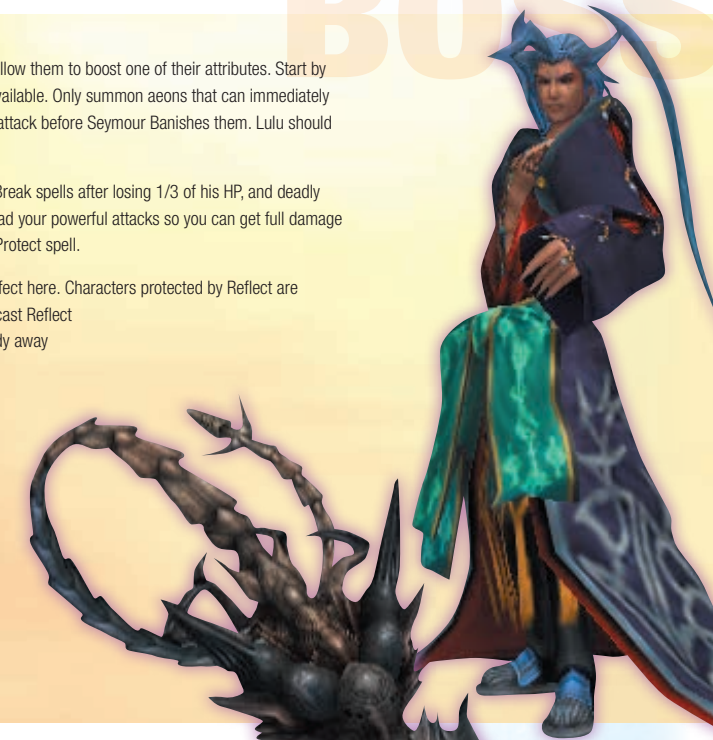 BOSS
llow them to boost one of their attributes. Start by
vailable. Only summon aeons that can immediately
attack before Seymour Banishes them. Lulu should
Break spells after losing 1/3 of his HP, and deadly
ad your powerful attacks so you can get full damage
Protect spell.
fect here. Characters protected by Reflect are
cast Reflect
dy away